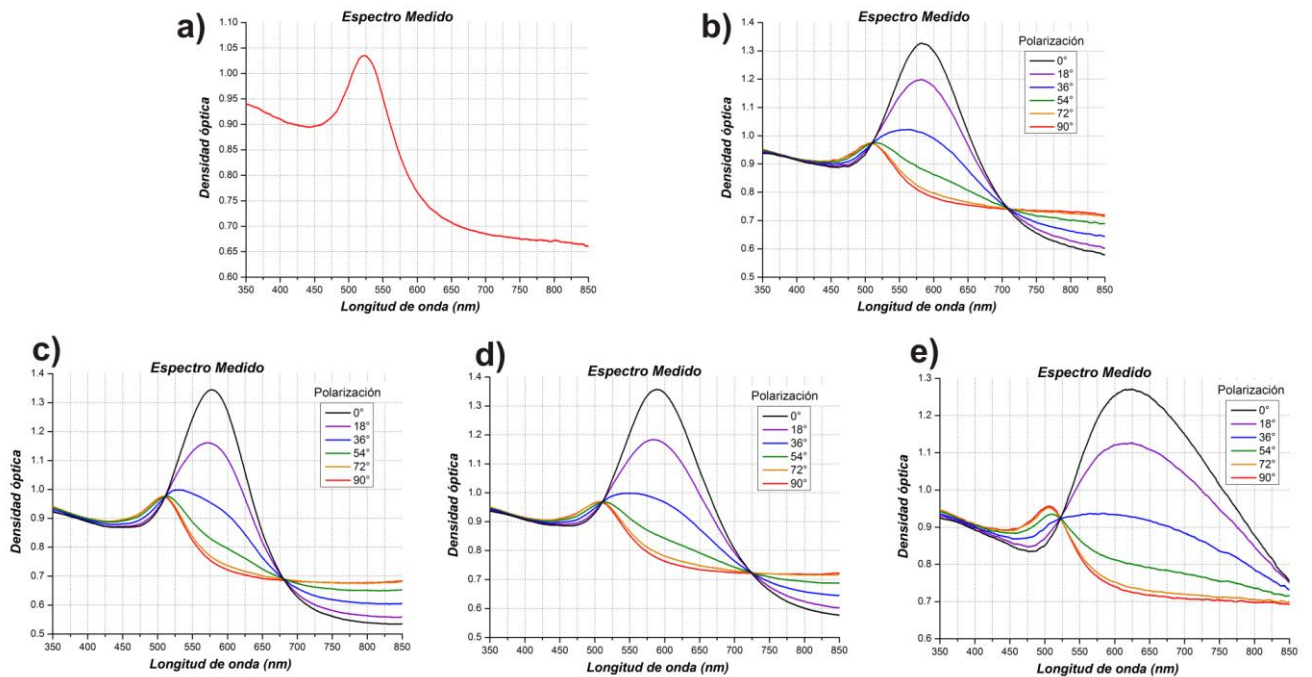 a)
Espectro Medido
Densidad óptica
1.10
1.05
1.00
0.95
0.90
0.85
0.80
0.75
0.70
0.65
0.60
350 400 450 500 550 600 650 700 750 800 850
Longitud de onda (nm)
b)
Espectro Medido
Polarización
0°
18°
36°
54°
72°
90°
Densidad óptica
1.4
1.3
1.2
1.1
1.0
0.9
0.8
0.7
0.6
0.5
350 400 450 500 550 600 650 700 750 800 850
Longitud de onda (nm)
c)
Espectro Medido
Polarización
0°
18°
36°
54°
72°
90°
Densidad óptica
1.4
1.3
1.2
1.1
1.0
0.9
0.8
0.7
0.6
0.5
350 400 450 500 550 600 650 700 750 800 850
Longitud de onda (nm)
d)
Espectro Medido
Polarización
0°
18°
36°
54°
72°
90°
Densidad óptica
1.4
1.3
1.2
1.1
1.0
0.9
0.8
0.7
0.6
0.5
350 400 450 500 550 600 650 700 750 800 850
Longitud de onda (nm)
e)
Espectro Medido
Polarización
0°
18°
36°
54°
72°
90°
Densidad óptica
1.3
1.2
1.1
1.0
0.9
0.8
0.7
0.6
350 400 450 500 550 600 650 700 750 800 850
Longitud de onda (nm)